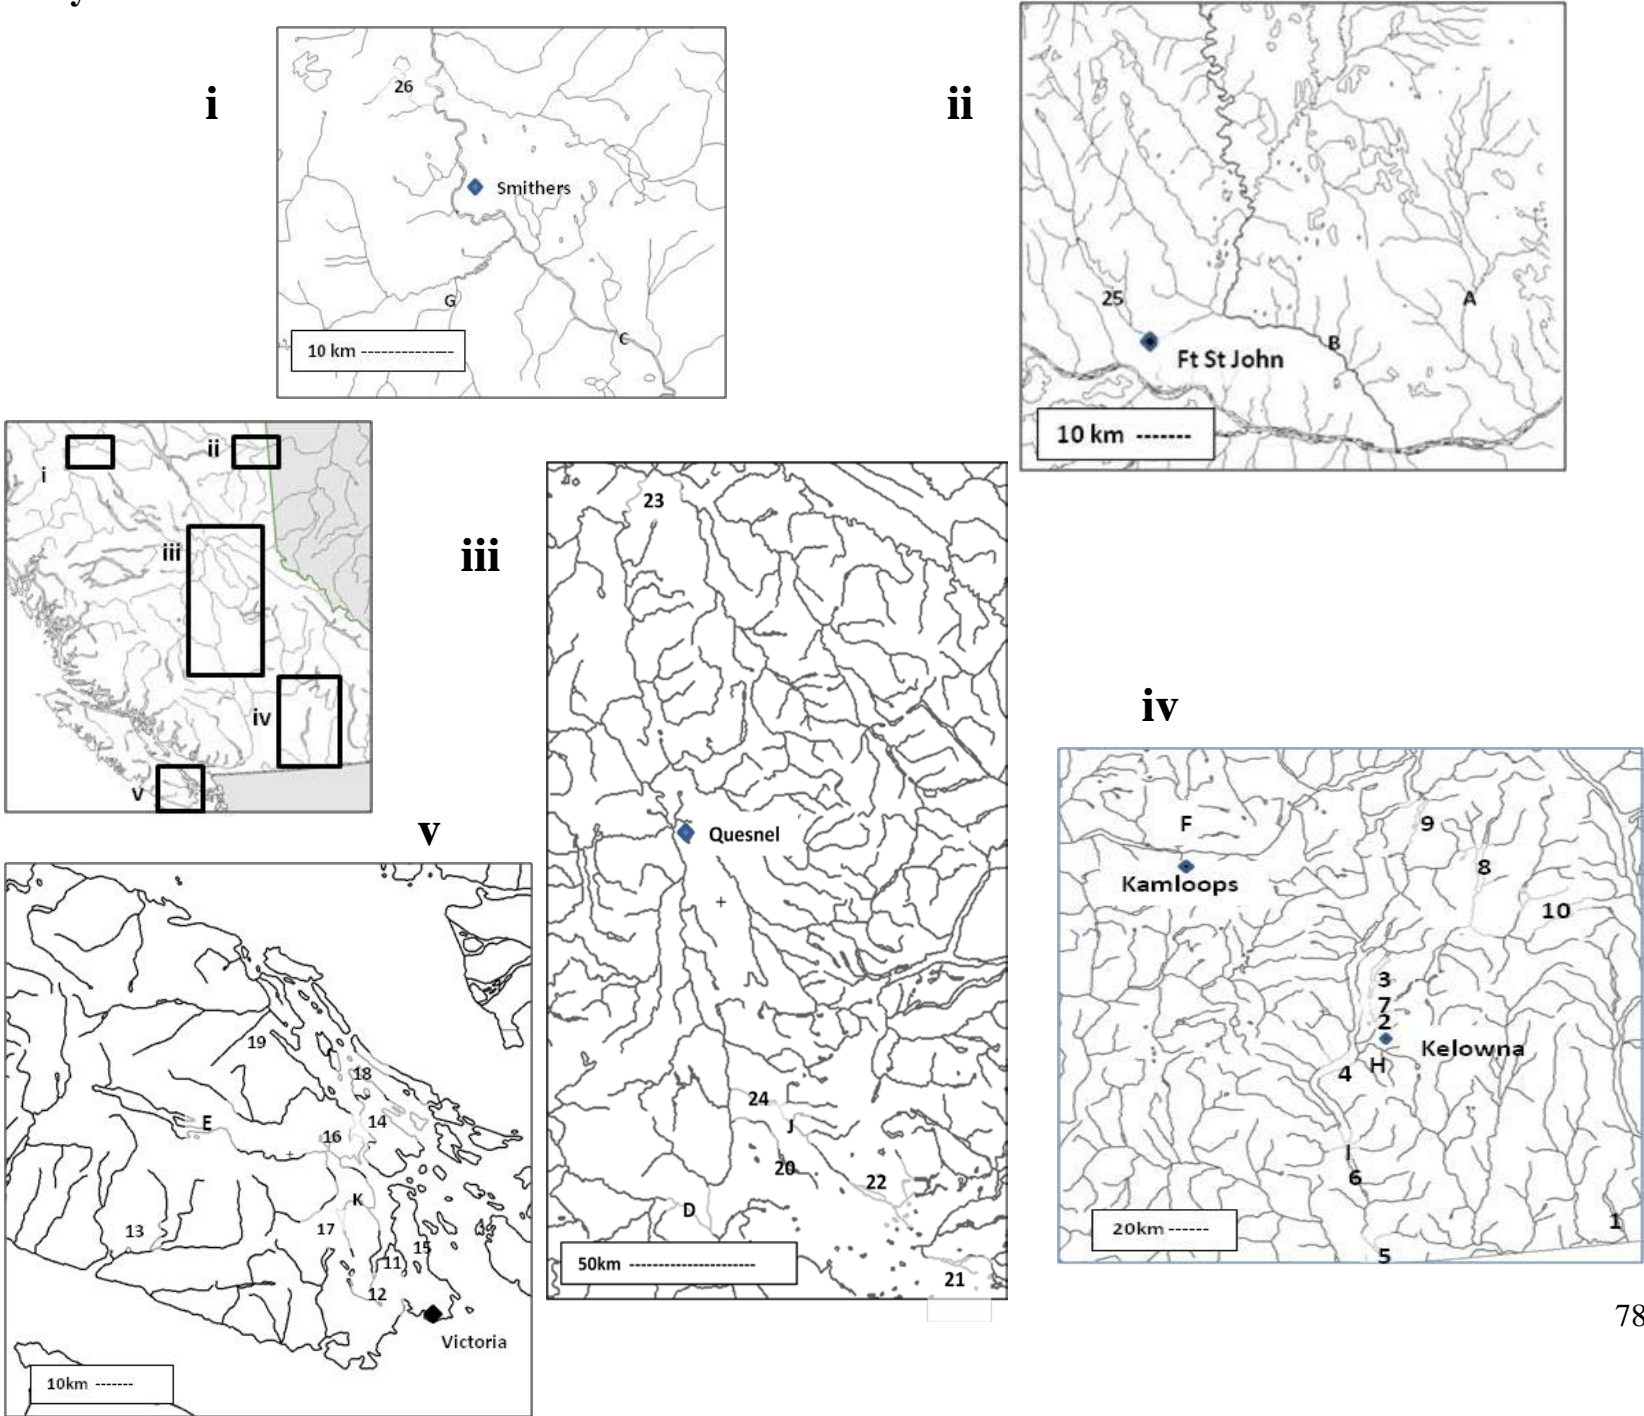 i
26
Smithers
G
C
10 km
ii
25
A
B
Ft St John
10 km
i
ii
iii
iv
v
iii
23
Quesnel
24
J
20
22
D
50km
21
iv
F
9
Kamloops
8
10
3
7
2
Kelowna
H
4
I
6
20km
1
5
v
19
18
14
E
16
K
13
17
15
11
12
Victoria
10km
78